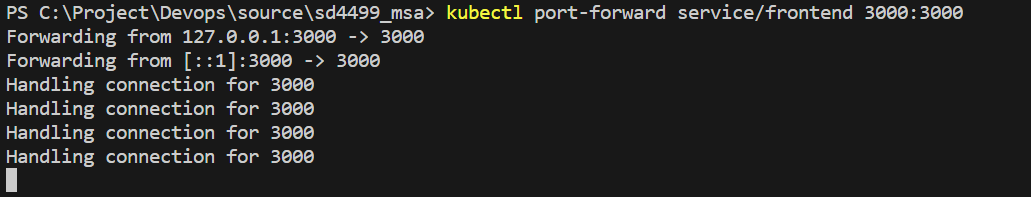 PS C:\Project\Devops\source\sd4499_msa> kubectl port-forward service/frontend 3000:3000
Forwarding from 127.0.0.1:3000 -> 3000
Forwarding from [::1]:3000 -> 3000
Handling connection for 3000
Handling connection for 3000
Handling connection for 3000
Handling connection for 3000